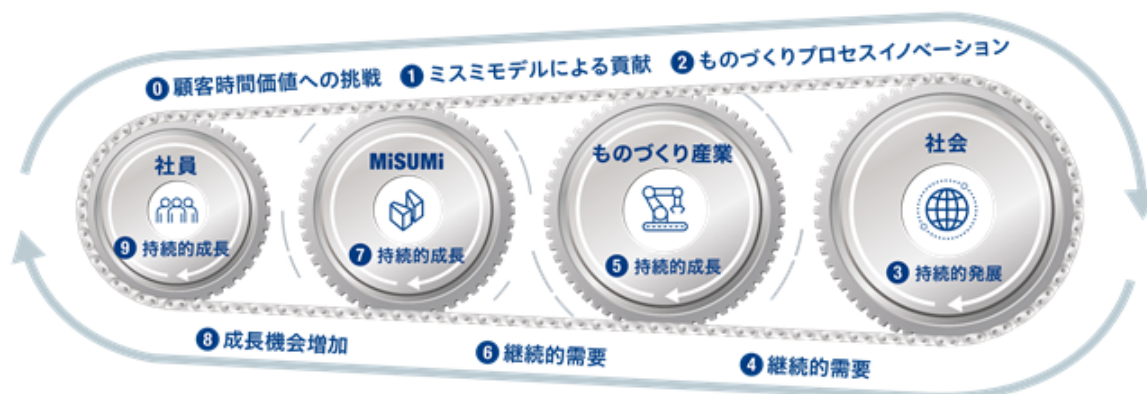 ⓿ 顧客時間価値への挑戦 ❶ ミスミモデルによる貢献 ❷ ものづくりプロセスイノベーション
社員
❾ 持続的成長
MiSUMi
❼ 持続的成長
ものづくり産業
❺ 持続的成長
社会
❸ 持続的発展
❽ 成長機会増加
❻ 継続的需要
❹ 継続的需要